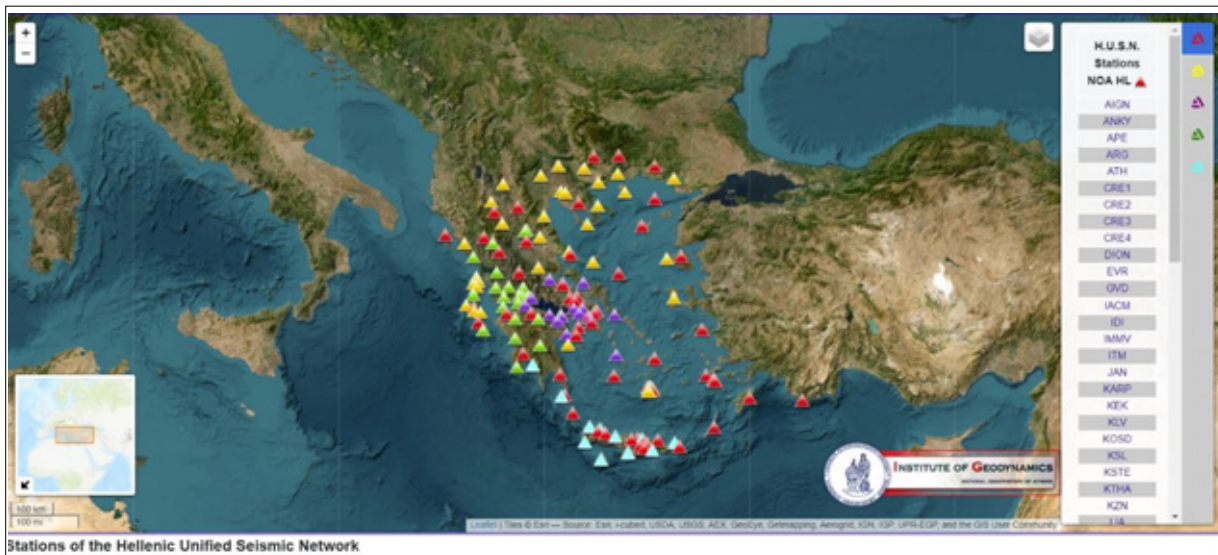 +
−
H.U.S.N.
Stations
NOA HL
AIGN
ANKY
APE
ARG
ATH
CRE1
CRE2
CRE3
CRE4
DION
EVR
GVD
IACM
IDI
IMMV
ITM
JAN
KARP
KEK
KLV
KOSD
KSL
KSTE
KTHA
KZN
LIA
INSTITUTE OF GEODYNAMICS
NATIONAL OBSERVATORY OF ATHENS
100 km
100 mi
Leaflet | Tiles © Esri — Source: Esri, i-cubed, USDA, USGS, AEX, GeoEye, Getmapping, Aerogrid, IGN, IGP, UPR-EGP, and the GIS User Community
Stations of the Hellenic Unified Seismic Network